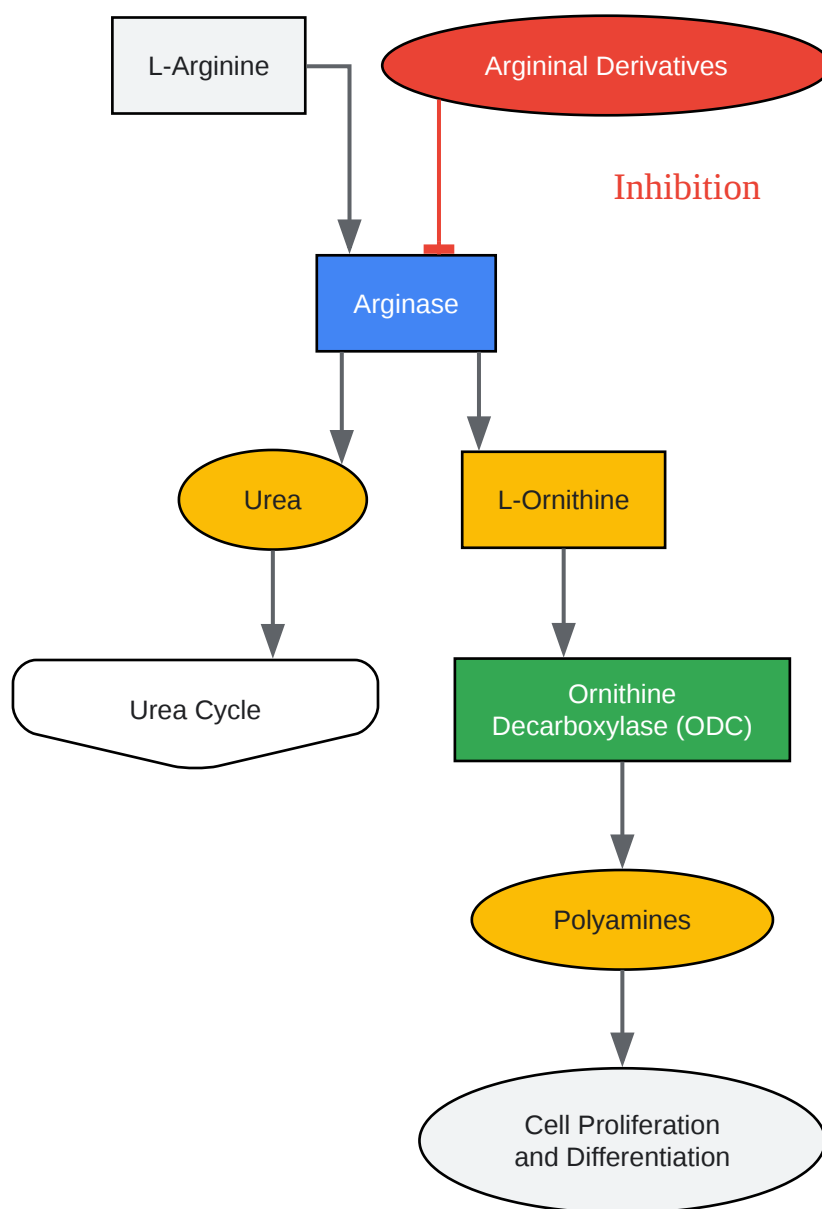 L-Arginine
Argininal Derivatives
Inhibition
Arginase
Urea
L-Ornithine
Urea Cycle
Ornithine
Decarboxylase (ODC)
Polyamines
Cell Proliferation
and Differentiation